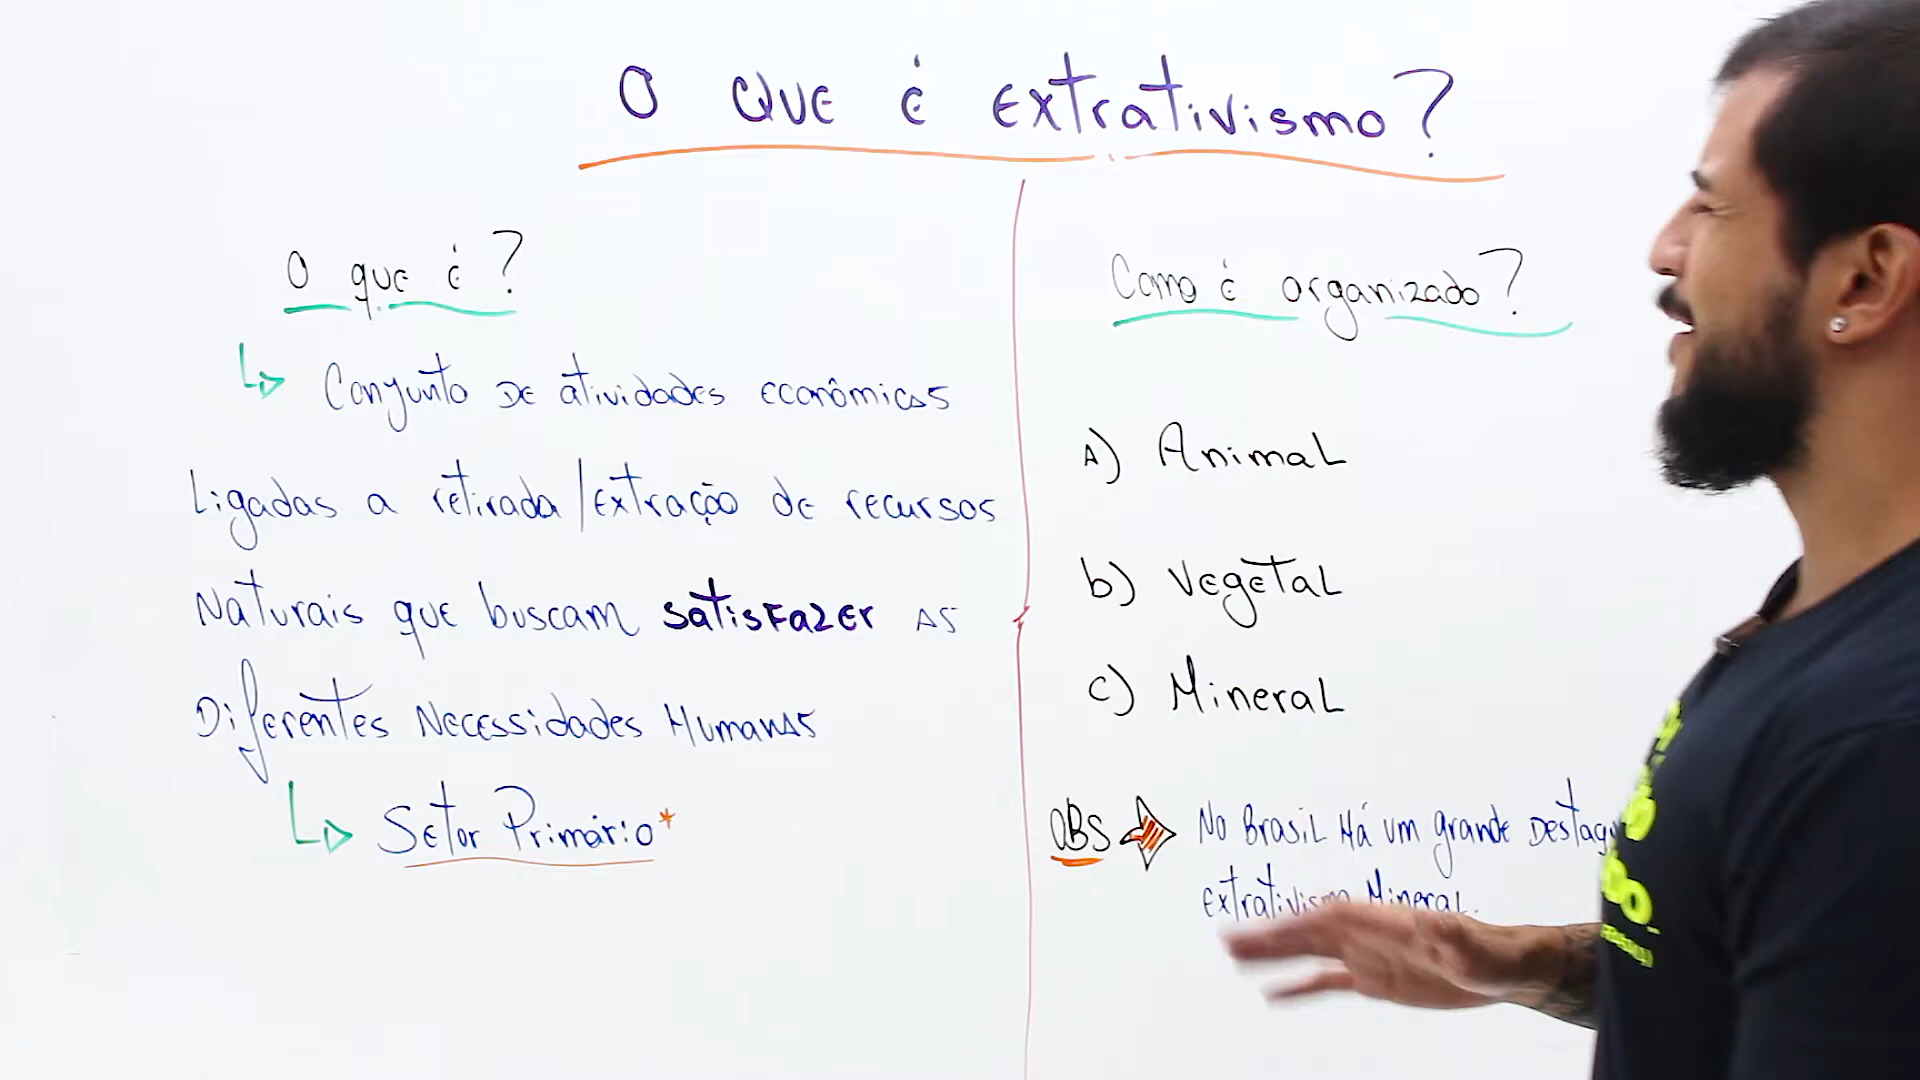 O QUE É EXTRATIVISMO?
O que é?
Conjunto DE atividades econômicas
Ligadas a retirada/extração de recursos
Naturais que buscam satisfazer AS
Diferentes Necessidades Humanas
Setor Primário*
Como é organizado?
A) Animal
b) Vegetal
c) Mineral
OBS No Brasil Há um grande
extrativismo Mineral.